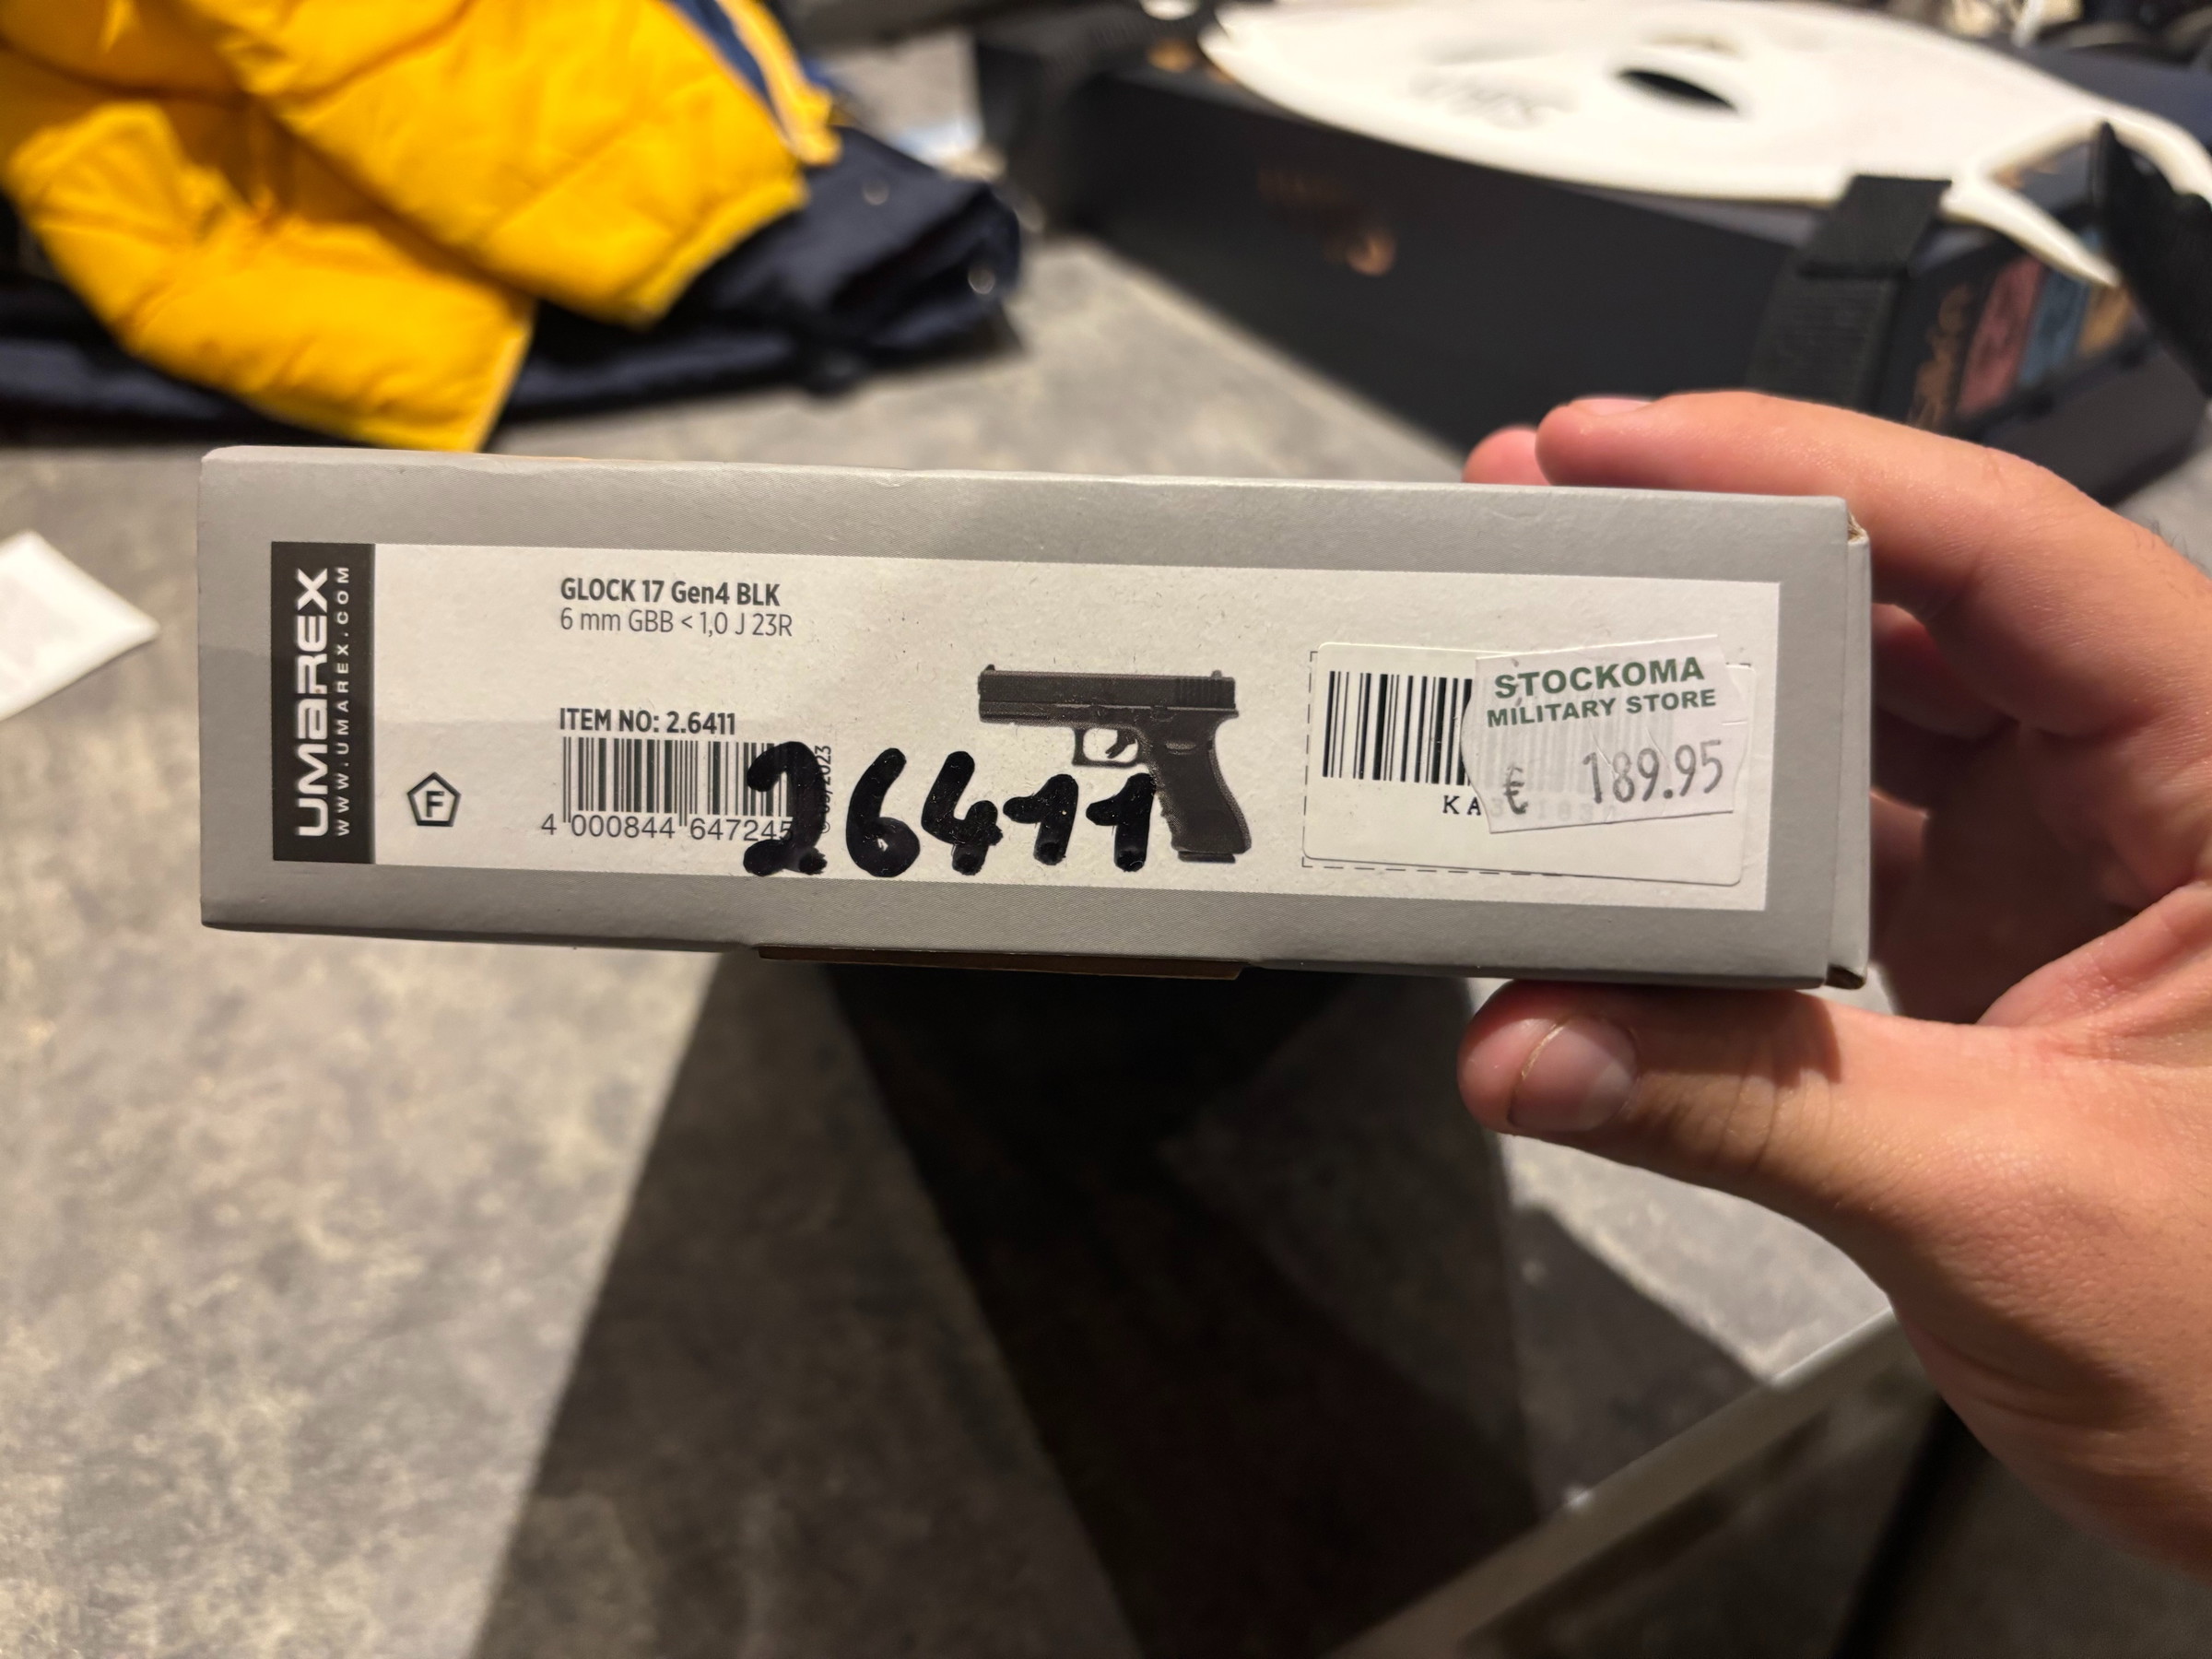 UMAREX
WWW.UMAREX.COM
GLOCK 17 Gen4 BLK
6 mm GBB < 1,0 J 23R
ITEM NO: 2.6411
F
4 000844 647245
26411
STOCKOMA
MILITARY STORE
€ 189.95
KA